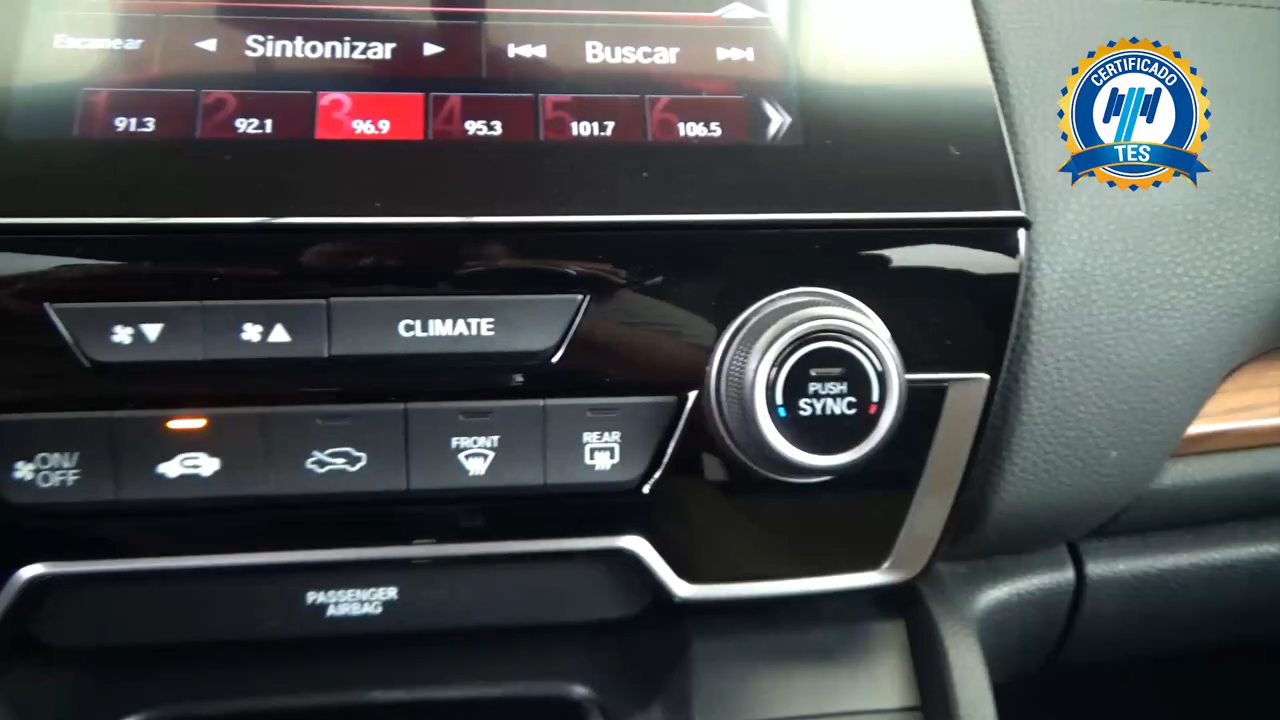 Escanear
Sintonizar
Buscar
1 91.3
2 92.1
3 96.9
4 95.3
5 101.7
6 106.5
CERTIFICADO
TES
CLIMATE
PUSH
SYNC
ON/
OFF
FRONT
REAR
PASSENGER
AIRBAG